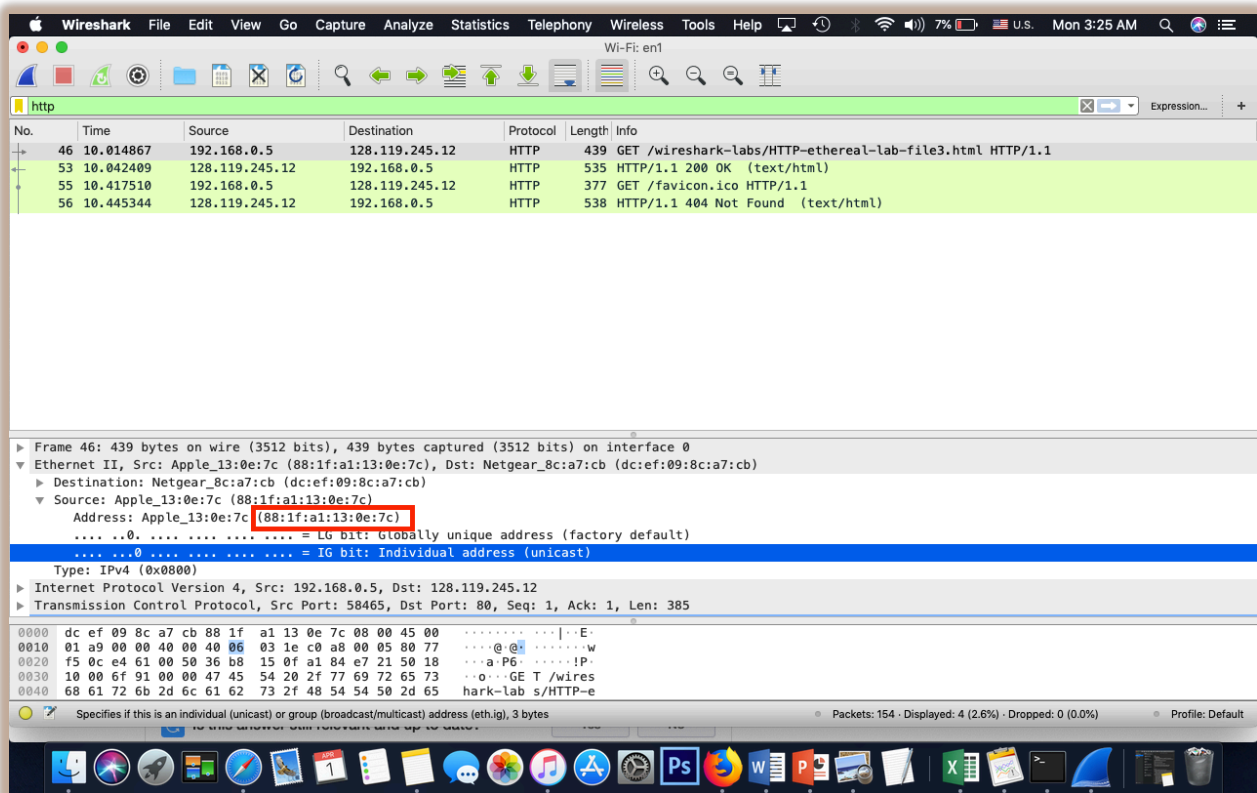 Wireshark File Edit View Go Capture Analyze Statistics Telephony Wireless Tools Help 7% U.S. Mon 3:25 AM
Wi-Fi: en1
http Expression... +
No. Time Source Destination Protocol Length Info
46 10.014867 192.168.0.5 128.119.245.12 HTTP 439 GET /wireshark-labs/HTTP-ethereal-lab-file3.html HTTP/1.1
53 10.042409 128.119.245.12 192.168.0.5 HTTP 535 HTTP/1.1 200 OK (text/html)
55 10.417510 192.168.0.5 128.119.245.12 HTTP 377 GET /favicon.ico HTTP/1.1
56 10.445344 128.119.245.12 192.168.0.5 HTTP 538 HTTP/1.1 404 Not Found (text/html)
Frame 46: 439 bytes on wire (3512 bits), 439 bytes captured (3512 bits) on interface 0
Ethernet II, Src: Apple_13:0e:7c (88:1f:a1:13:0e:7c), Dst: Netgear_8c:a7:cb (dc:ef:09:8c:a7:cb)
Destination: Netgear_8c:a7:cb (dc:ef:09:8c:a7:cb)
Source: Apple_13:0e:7c (88:1f:a1:13:0e:7c)
Address: Apple_13:0e:7c (88:1f:a1:13:0e:7c)
.... ..0. .... .... .... .... = LG bit: Globally unique address (factory default)
.... ...0 .... .... .... .... = IG bit: Individual address (unicast)
Type: IPv4 (0x0800)
Internet Protocol Version 4, Src: 192.168.0.5, Dst: 128.119.245.12
Transmission Control Protocol, Src Port: 58465, Dst Port: 80, Seq: 1, Ack: 1, Len: 385
0000 dc ef 09 8c a7 cb 88 1f a1 13 0e 7c 08 00 45 00 ········ ···|··E·
0010 01 a9 00 00 40 00 40 06 03 1e c0 a8 00 05 80 77 ····@·@· ·······w
0020 f5 0c e4 61 00 50 36 b8 15 0f a1 84 e7 21 50 18 ···a·P6· ·····!P·
0030 10 00 6f 91 00 00 47 45 54 20 2f 77 69 72 65 73 ··o···GE T /wires
0040 68 61 72 6b 2d 6c 61 62 73 2f 48 54 54 50 2d 65 hark-lab s/HTTP-e
Specifies if this is an individual (unicast) or group (broadcast/multicast) address (eth.ig), 3 bytes Packets: 154 · Displayed: 4 (2.6%) · Dropped: 0 (0.0%) Profile: Default
APR
1
Ps
W
P
X